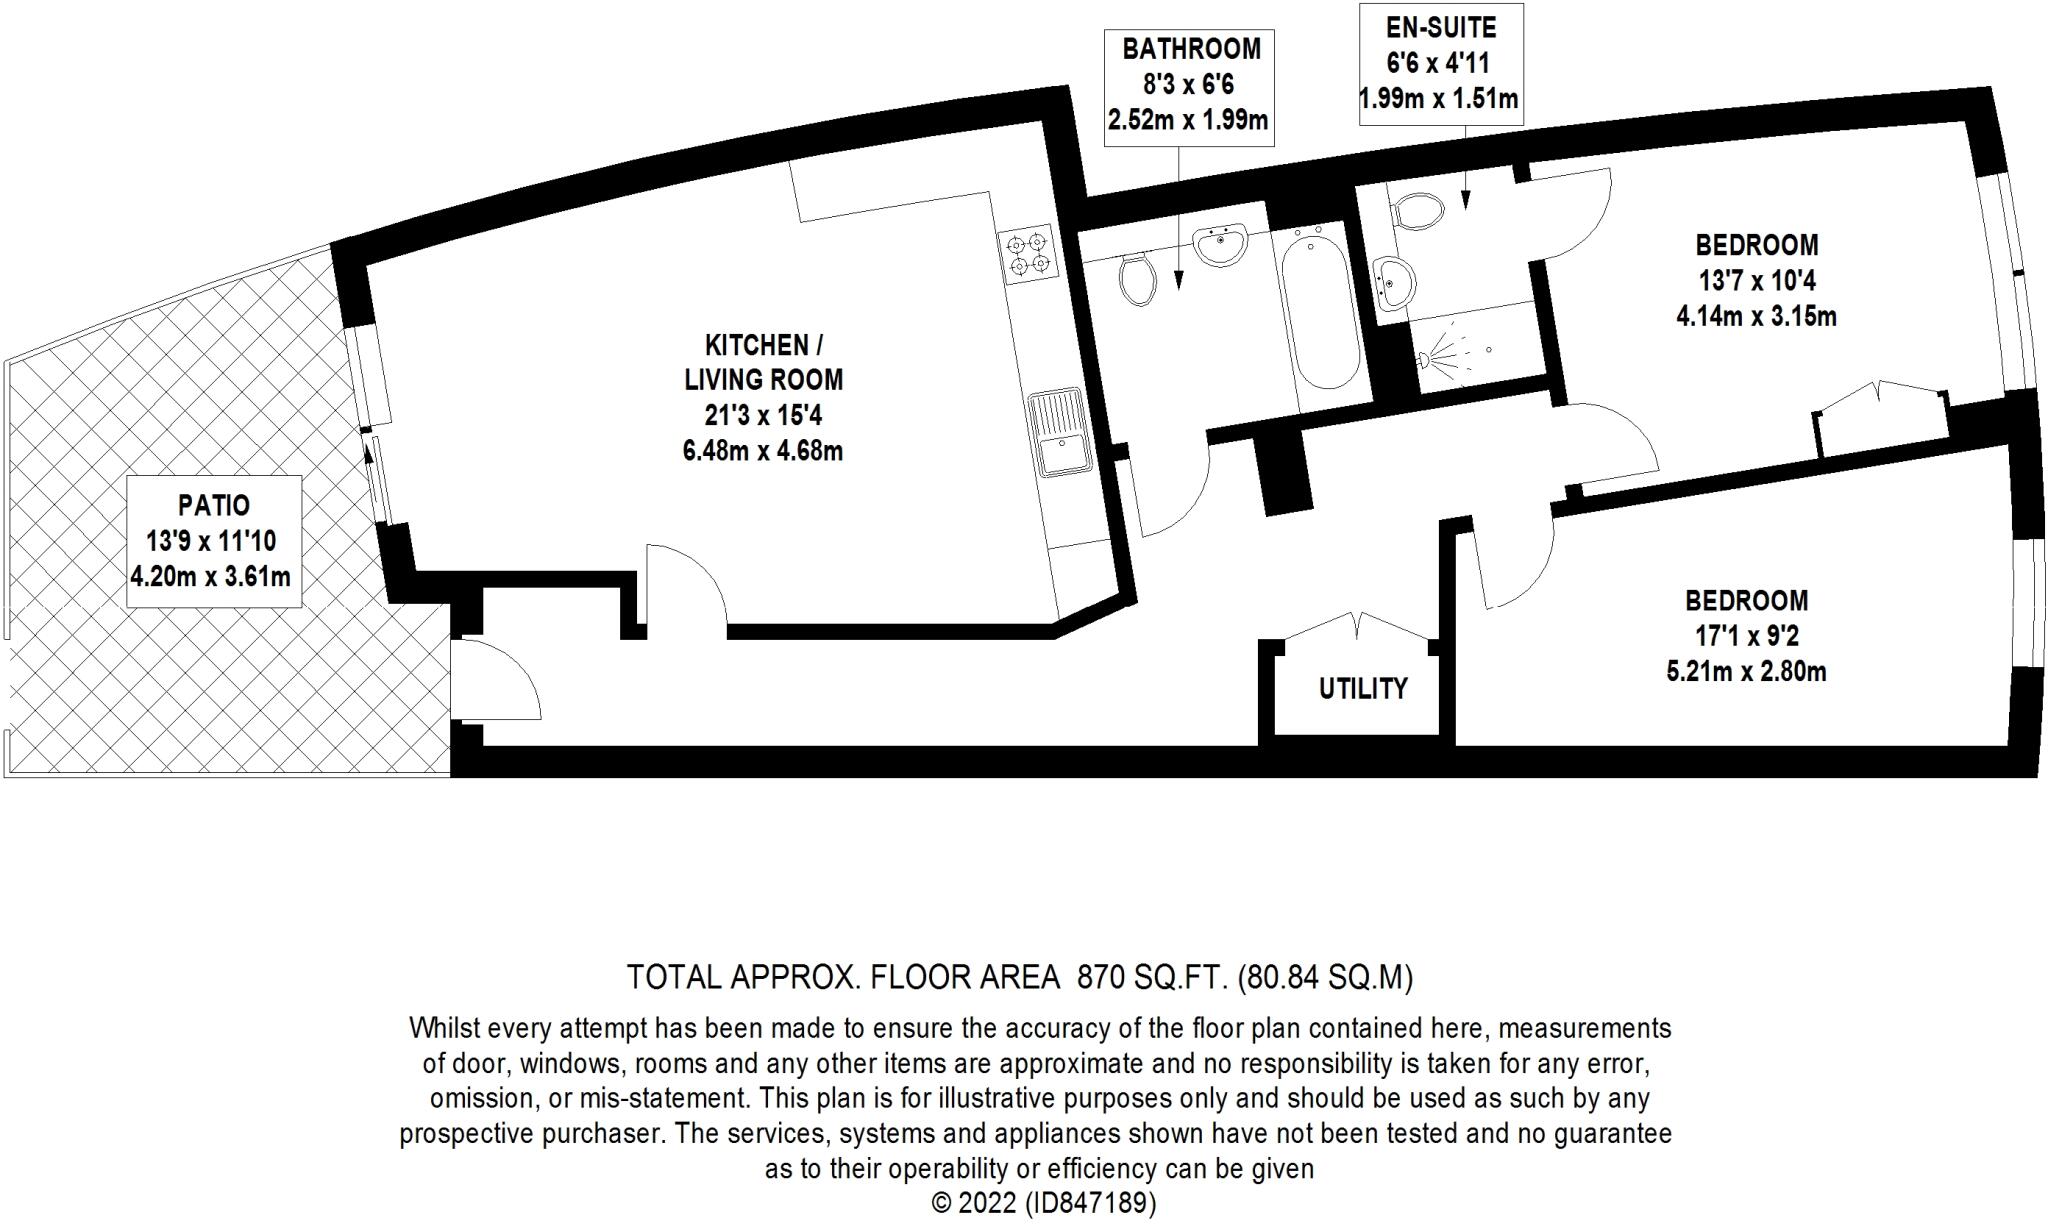 BATHROOM
8'3 x 6'6
2.52m x 1.99m
EN-SUITE
6'6 x 4'11
1.99m x 1.51m
BEDROOM
13'7 x 10'4
4.14m x 3.15m
KITCHEN /
LIVING ROOM
21'3 x 15'4
6.48m x 4.68m
PATIO
13'9 x 11'10
4.20m x 3.61m
BEDROOM
17'1 x 9'2
5.21m x 2.80m
UTILITY
TOTAL APPROX. FLOOR AREA 870 SQ.FT. (80.84 SQ.M)
Whilst every attempt has been made to ensure the accuracy of the floor plan contained here, measurements
of door, windows, rooms and any other items are approximate and no responsibility is taken for any error,
omission, or mis-statement. This plan is for illustrative purposes only and should be used as such by any
prospective purchaser. The services, systems and appliances shown have not been tested and no guarantee
as to their operability or efficiency can be given
© 2022 (ID847189)